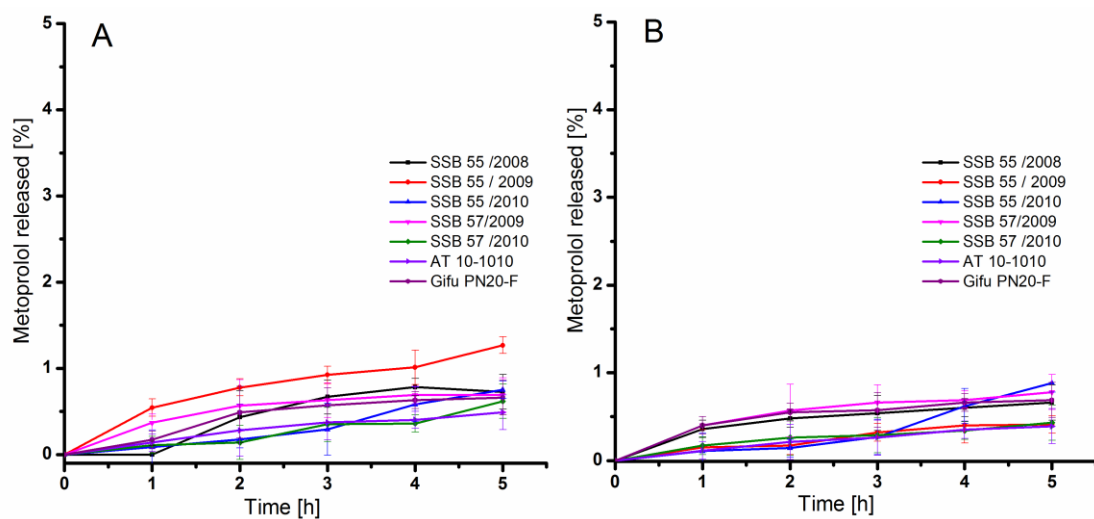 A
Metoprolol released [%]
5
4
3
2
1
0
SSB 55 /2008
SSB 55 / 2009
SSB 55 /2010
SSB 57/2009
SSB 57 /2010
AT 10-1010
Gifu PN20-F
0 1 2 3 4 5
Time [h]
B
Metoprolol released [%]
5
4
3
2
1
0
SSB 55 /2008
SSB 55 / 2009
SSB 55 /2010
SSB 57/2009
SSB 57 /2010
AT 10-1010
Gifu PN20-F
0 1 2 3 4 5
Time [h]